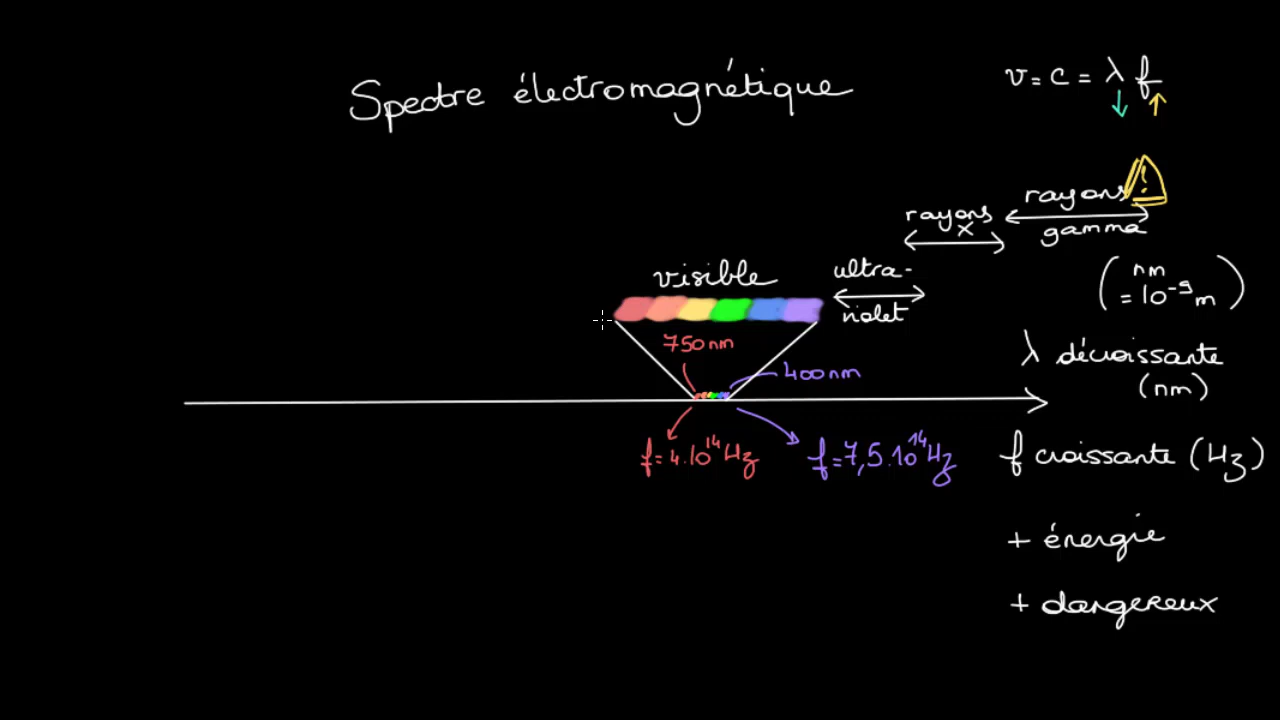 Spectre électromagnétique
v = c = λ f
rayons
gamma
rayons
X
ultra-
violet
visible
(nm
= 10⁻⁹ m)
750 nm
400 nm
λ décroissante
(nm)
f = 4.10¹⁴ Hz
f = 7,5.10¹⁴ Hz
f croissante (Hz)
+ énergie
+ dangereux